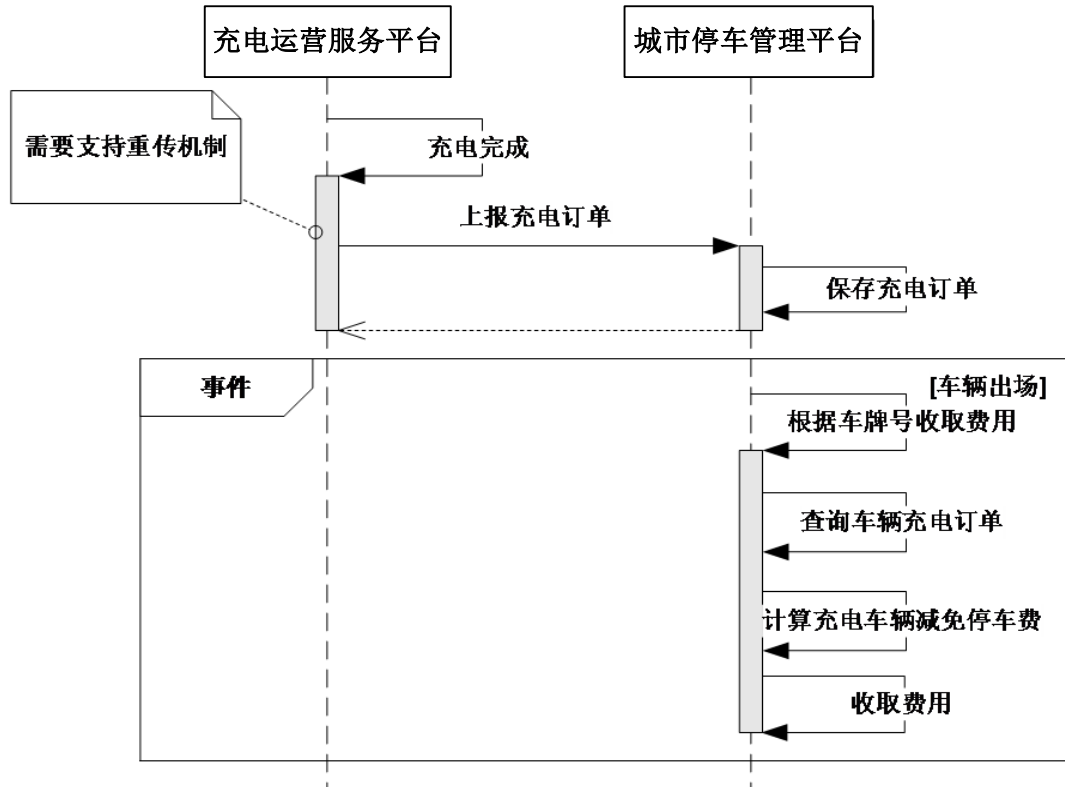 充电运营服务平台
城市停车管理平台
需要支持重传机制
充电完成
上报充电订单
保存充电订单
事件
[车辆出场]
根据车牌号收取费用
查询车辆充电订单
计算充电车辆减免停车费
收取费用